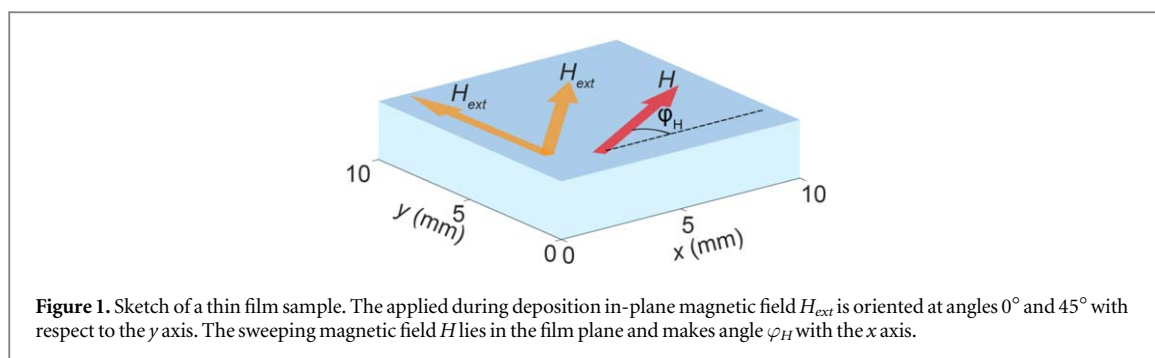 H_ext
H_ext
H
φ_H
10
5
0
y (mm)
0
5
10
x (mm)
Figure 1. Sketch of a thin film sample. The applied during deposition in-plane magnetic field H_ext is oriented at angles 0° and 45° with
respect to the y axis. The sweeping magnetic field H lies in the film plane and makes angle φ_H with the x axis.